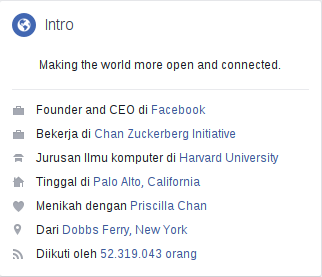 Intro
Making the world more open and connected.
Founder and CEO di Facebook
Bekerja di Chan Zuckerberg Initiative
Jurusan Ilmu komputer di Harvard University
Tinggal di Palo Alto, California
Menikah dengan Priscilla Chan
Dari Dobbs Ferry, New York
Diikuti oleh 52.319.043 orang